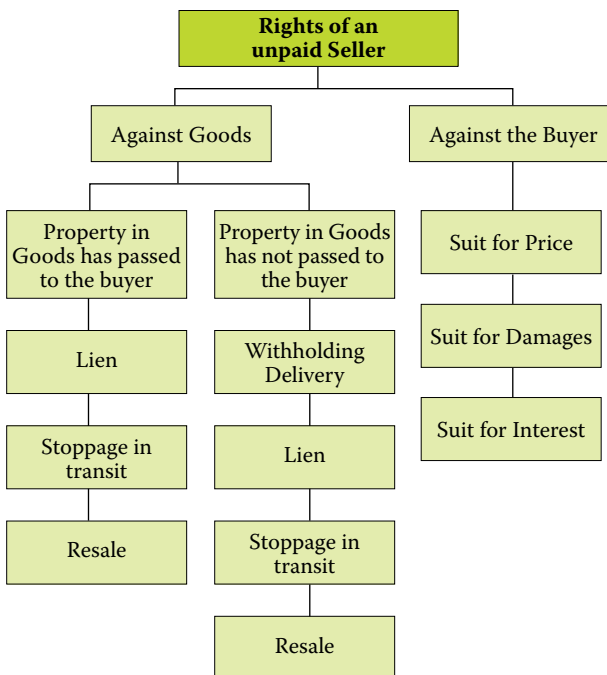 Rights of an
unpaid Seller
Against Goods
Against the Buyer
Property in
Goods has passed
to the buyer
Property in Goods
has not passed to
the buyer
Suit for Price
Lien
Withholding
Delivery
Suit for Damages
Stoppage in
transit
Lien
Suit for Interest
Resale
Stoppage in
transit
Resale